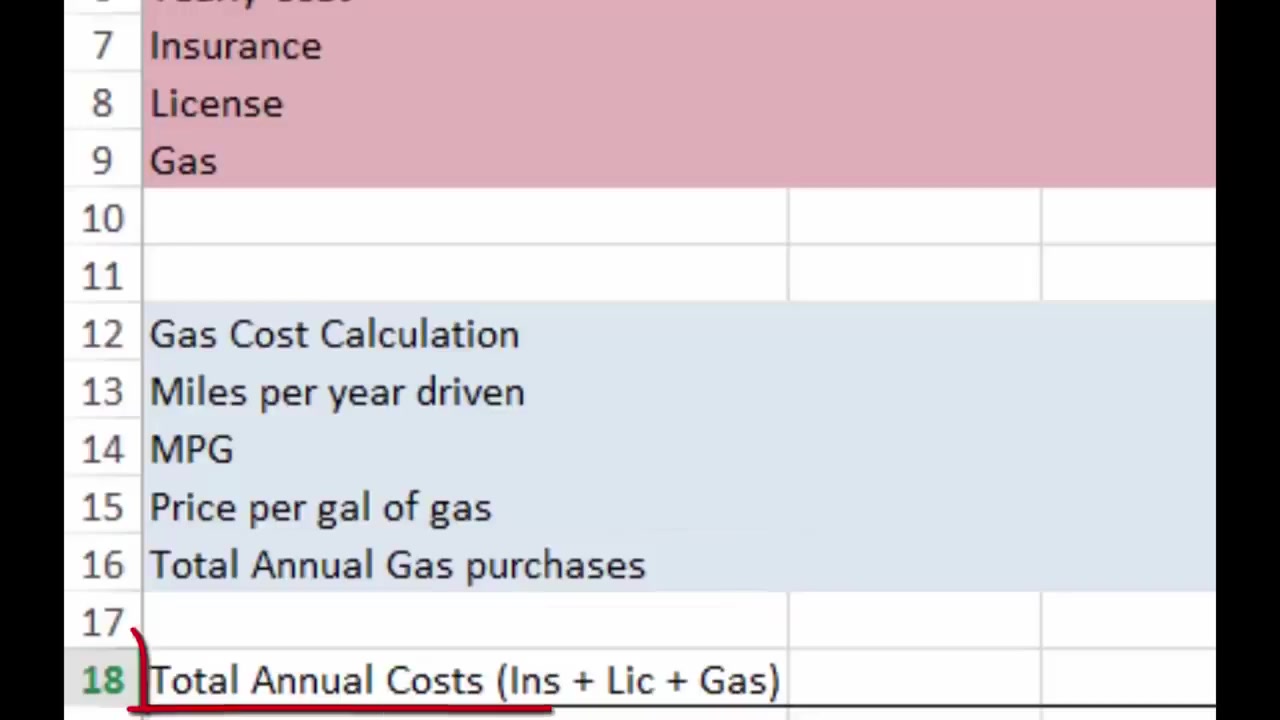 7 Insurance
8 License
9 Gas
10
11
12 Gas Cost Calculation
13 Miles per year driven
14 MPG
15 Price per gal of gas
16 Total Annual Gas purchases
17
18 Total Annual Costs (Ins + Lic + Gas)